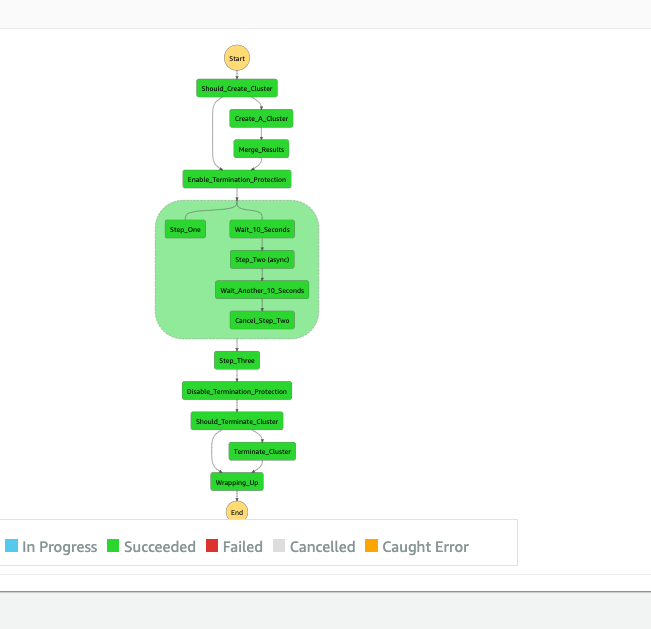 Start
Should_Create_Cluster
Create_A_Cluster
Merge_Results
Enable_Termination_Protection
Step_One
Wait_10_Seconds
Step_Two (async)
Wait_Another_10_Seconds
Cancel_Step_Two
Step_Three
Disable_Termination_Protection
Should_Terminate_Cluster
Terminate_Cluster
Wrapping_Up
End
In Progress
Succeeded
Failed
Cancelled
Caught Error